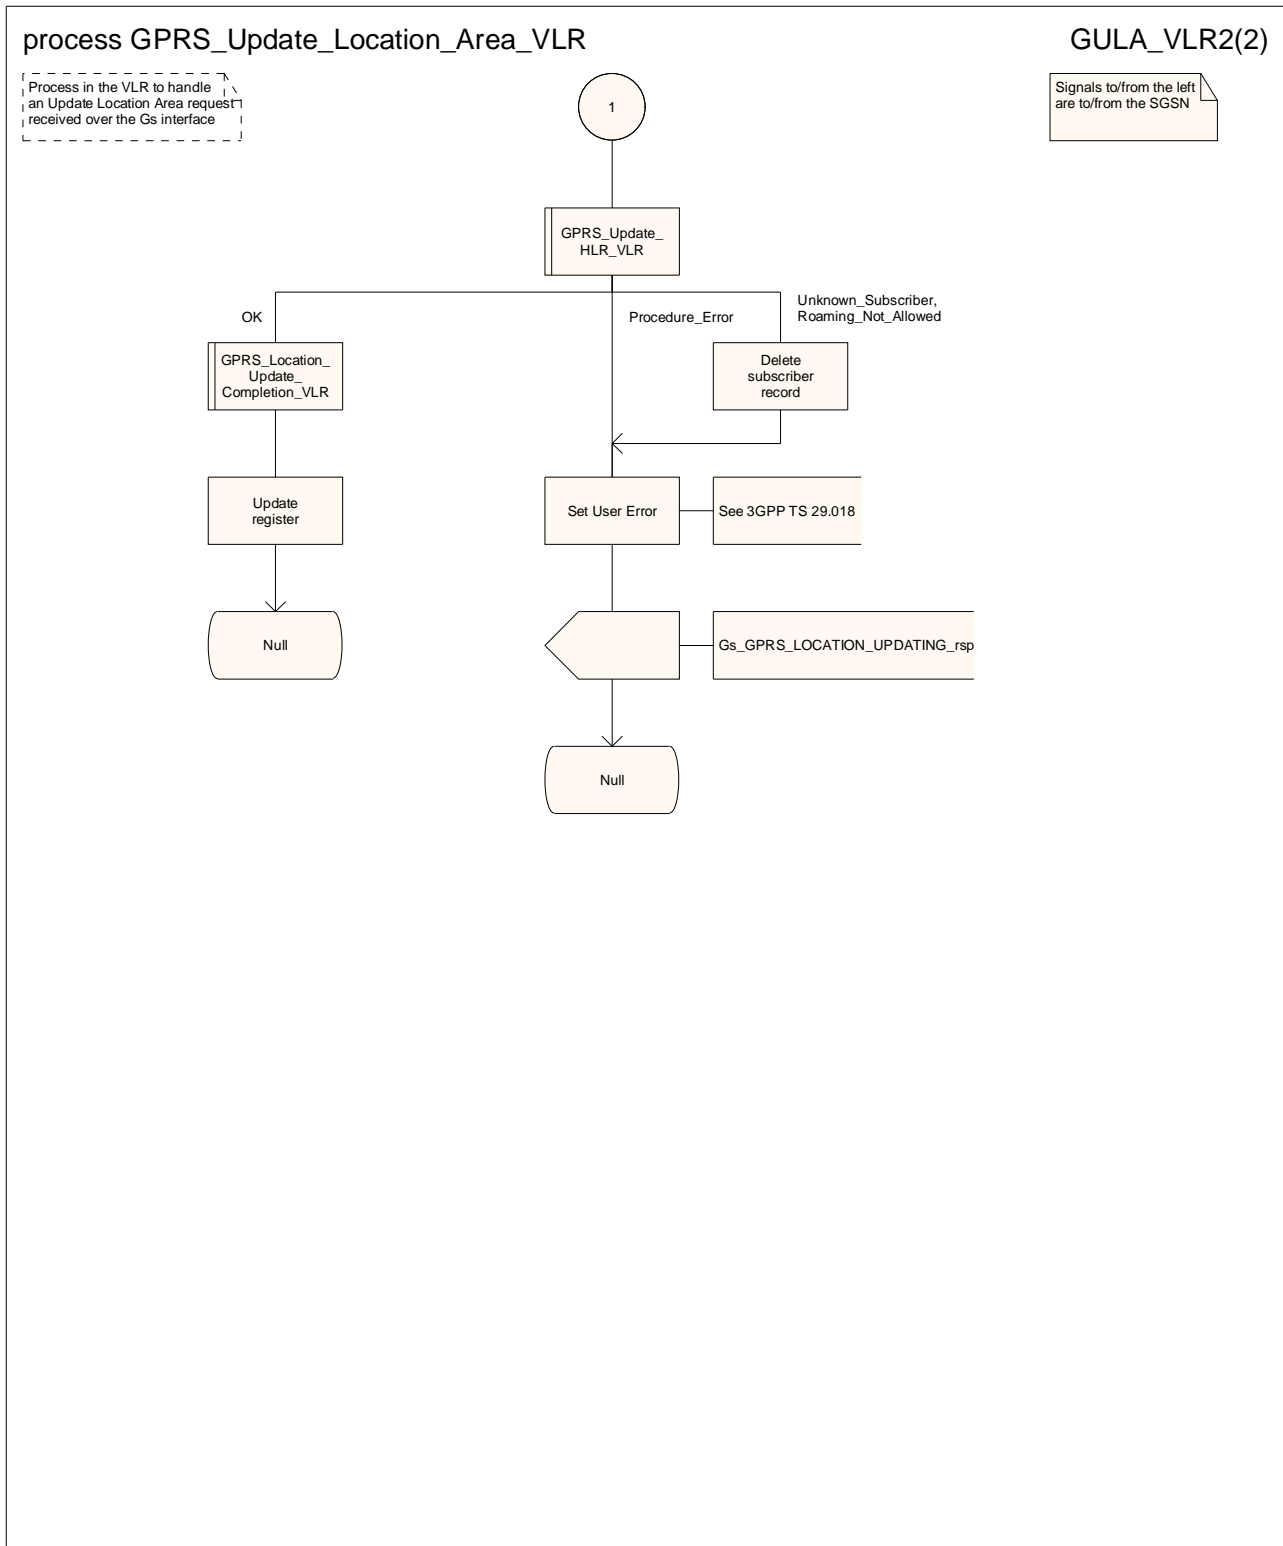 process GPRS_Update_Location_Area_VLR
GULA_VLR2(2)
Process in the VLR to handle
an Update Location Area request
received over the Gs interface
1
Signals to/from the left
are to/from the SGSN
GPRS_Update_
HLR_VLR
OK
Procedure_Error
Unknown_Subscriber,
Roaming_Not_Allowed
GPRS_Location_
Update_
Completion_VLR
Delete
subscriber
record
Update
register
Set User Error
See 3GPP TS 29.018
Null
Gs_GPRS_LOCATION_UPDATING_rsp
Null